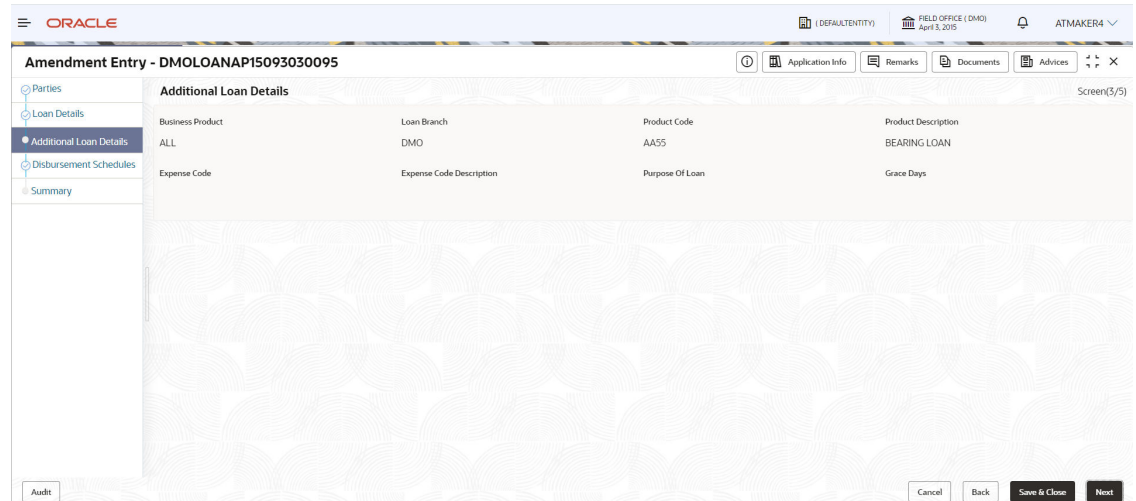 ORACLE
( DEFAULTENTITY)
FIELD OFFICE ( DMO)
April 3, 2015
ATMAKER4
Amendment Entry - DMOLOANAP15093030095
Application Info
Remarks
Documents
Advices
Parties
Loan Details
Additional Loan Details
Disbursement Schedules
Summary
Additional Loan Details
Screen(3/5)
Business Product
Loan Branch
Product Code
Product Description
ALL
DMO
AA55
BEARING LOAN
Expense Code
Expense Code Description
Purpose Of Loan
Grace Days
Audit
Cancel
Back
Save & Close
Next